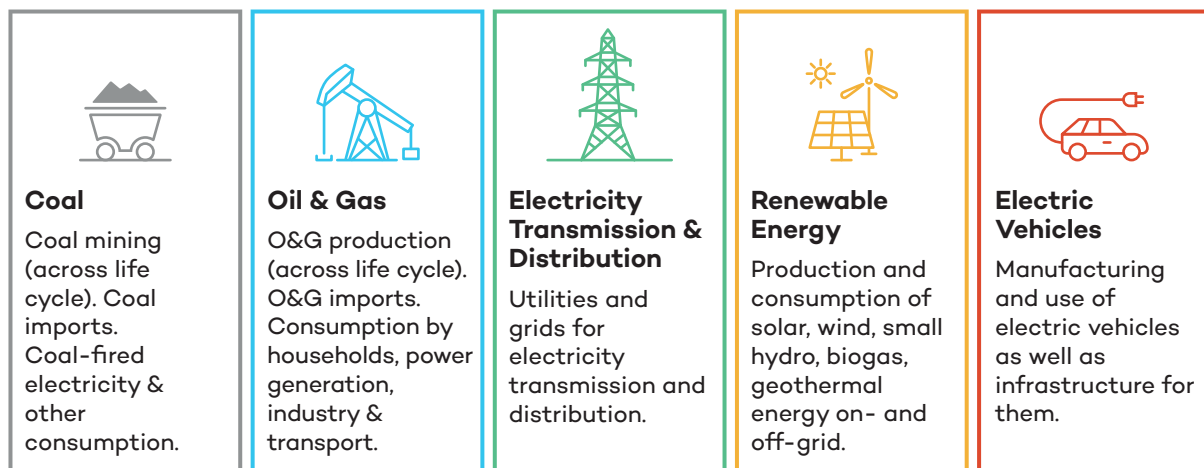 Coal
Coal mining
(across life
cycle). Coal
imports.
Coal-fired
electricity &
other
consumption.
Oil & Gas
O&G production
(across life cycle).
O&G imports.
Consumption by
households, power
generation,
industry &
transport.
Electricity
Transmission &
Distribution
Utilities and
grids for
electricity
transmission and
distribution.
Renewable
Energy
Production and
consumption of
solar, wind, small
hydro, biogas,
geothermal
energy on- and
off-grid.
Electric
Vehicles
Manufacturing
and use of
electric vehicles
as well as
infrastructure for
them.